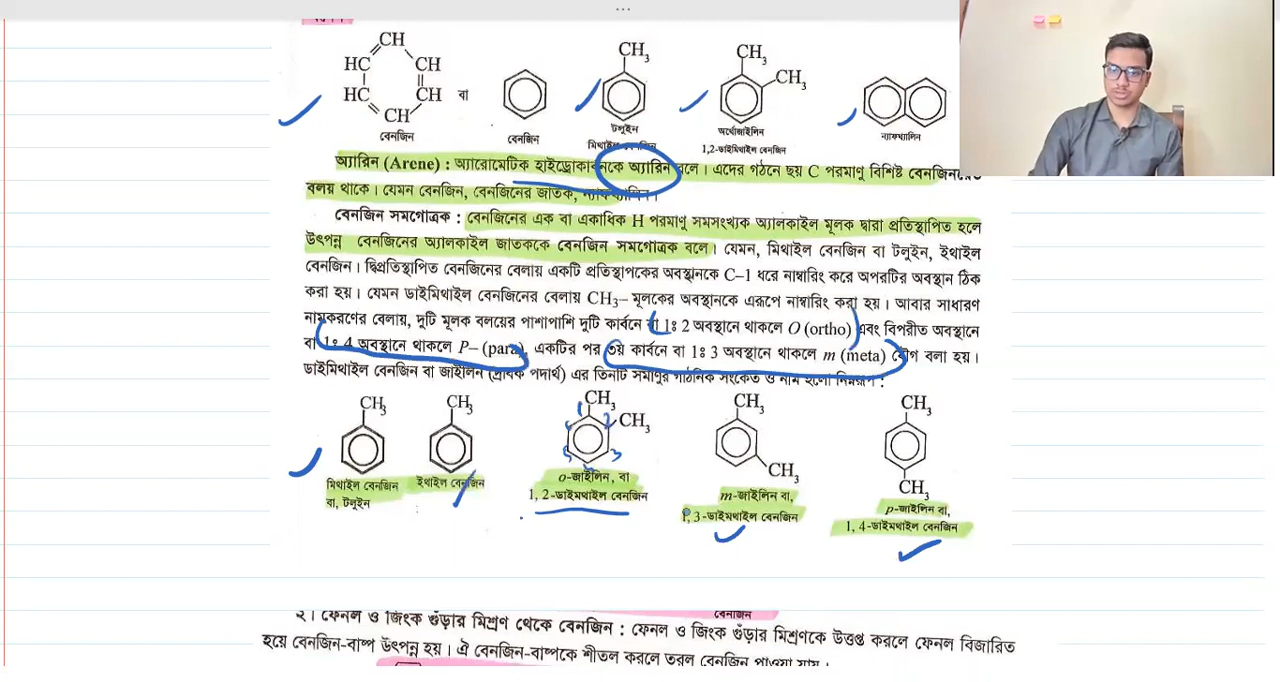 CH
HC CH
HC CH বা
CH
বেনজিন
বেনজিন
CH₃
টলুইন
মিথাইল বেনজিন
CH₃
CH₃
অর্থোজাইলিন
1,2-ডাইমিথাইল বেনজিন
ন্যাফথ্যালিন
অ্যারিন (Arene) : অ্যারোমেটিক হাইড্রোকার্বনকে অ্যারিন বলে। এদের গঠনে ছয় C পরমাণু বিশিষ্ট
বলয় থাকে। যেমন বেনজিন, বেনজিনের জাতক, ন্যাফথ্যালিন।
বেনজিন সমগোত্রক : বেনজিনের এক বা একাধিক H পরমাণু সমসংখ্যক অ্যালকাইল মূলক দ্বারা প্রতিস্থাপিত হলে
উৎপন্ন বেনজিনের অ্যালকাইল জাতককে বেনজিন সমগোত্রক বলে। যেমন, মিথাইল বেনজিন বা টলুইন, ইথাইল
বেনজিন। দ্বিপ্রতিস্থাপিত বেনজিনের বেলায় একটি প্রতিস্থাপকের অবস্থানকে C–1 ধরে নাম্বারিং করে অপরটির অবস্থান ঠিক
করা হয়। যেমন ডাইমিথাইল বেনজিনের বেলায় CH₃– মূলকের অবস্থানকে এরূপে নাম্বারিং করা হয়। আবার সাধারণ
নামকরণের বেলায়, দুটি মূলক বলয়ের পাশাপাশি দুটি কার্বনে বা 1ঃ 2 অবস্থানে থাকলে O (ortho) এবং বিপরীত অবস্থানে
বা 1ঃ 4 অবস্থানে থাকলে P– (para), একটির পর ৩য় কার্বনে বা 1ঃ 3 অবস্থানে থাকলে m (meta) যৌগ বলা হয়।
ডাইমিথাইল বেনজিন বা জাইলিন পদার্থ) এর তিনটি সমাণুর গাঠনিক সংকেত ও নাম হলো নিম্নরূপ :
CH₃
মিথাইল বেনজিন
বা, টলুইন
CH₃
ইথাইল বেনজিন
CH₃
CH₃
1 2 3
o-জাইলিন, বা
1, 2-ডাইমথাইল বেনজিন
CH₃
CH₃
m-জাইলিন বা,
1, 3-ডাইমথাইল বেনজিন
CH₃
CH₃
p-জাইলিন বা,
1, 4-ডাইমথাইল বেনজিন
বেনজিন
২। ফেনল ও জিংক গুঁড়ার মিশ্রণ থেকে বেনজিন : ফেনল ও জিংক গুঁড়ার মিশ্রণকে উত্তপ্ত করলে ফেনল বিজারিত
হয়ে বেনজিন-বাষ্প উৎপন্ন হয়। ঐ বেনজিন-বাষ্পকে শীতল করলে তরল বেনজিন পাওয়া যায়।